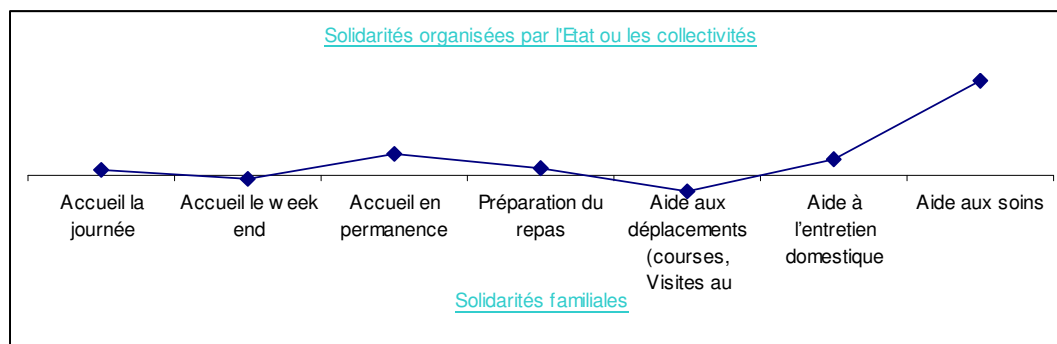 Solidarités organisées par l'Etat ou les collectivités
Accueil la journée
Accueil le week end
Accueil en permanence
Préparation du repas
Aide aux déplacements (courses, Visites au
Aide à l’entretien domestique
Aide aux soins
Solidarités familiales